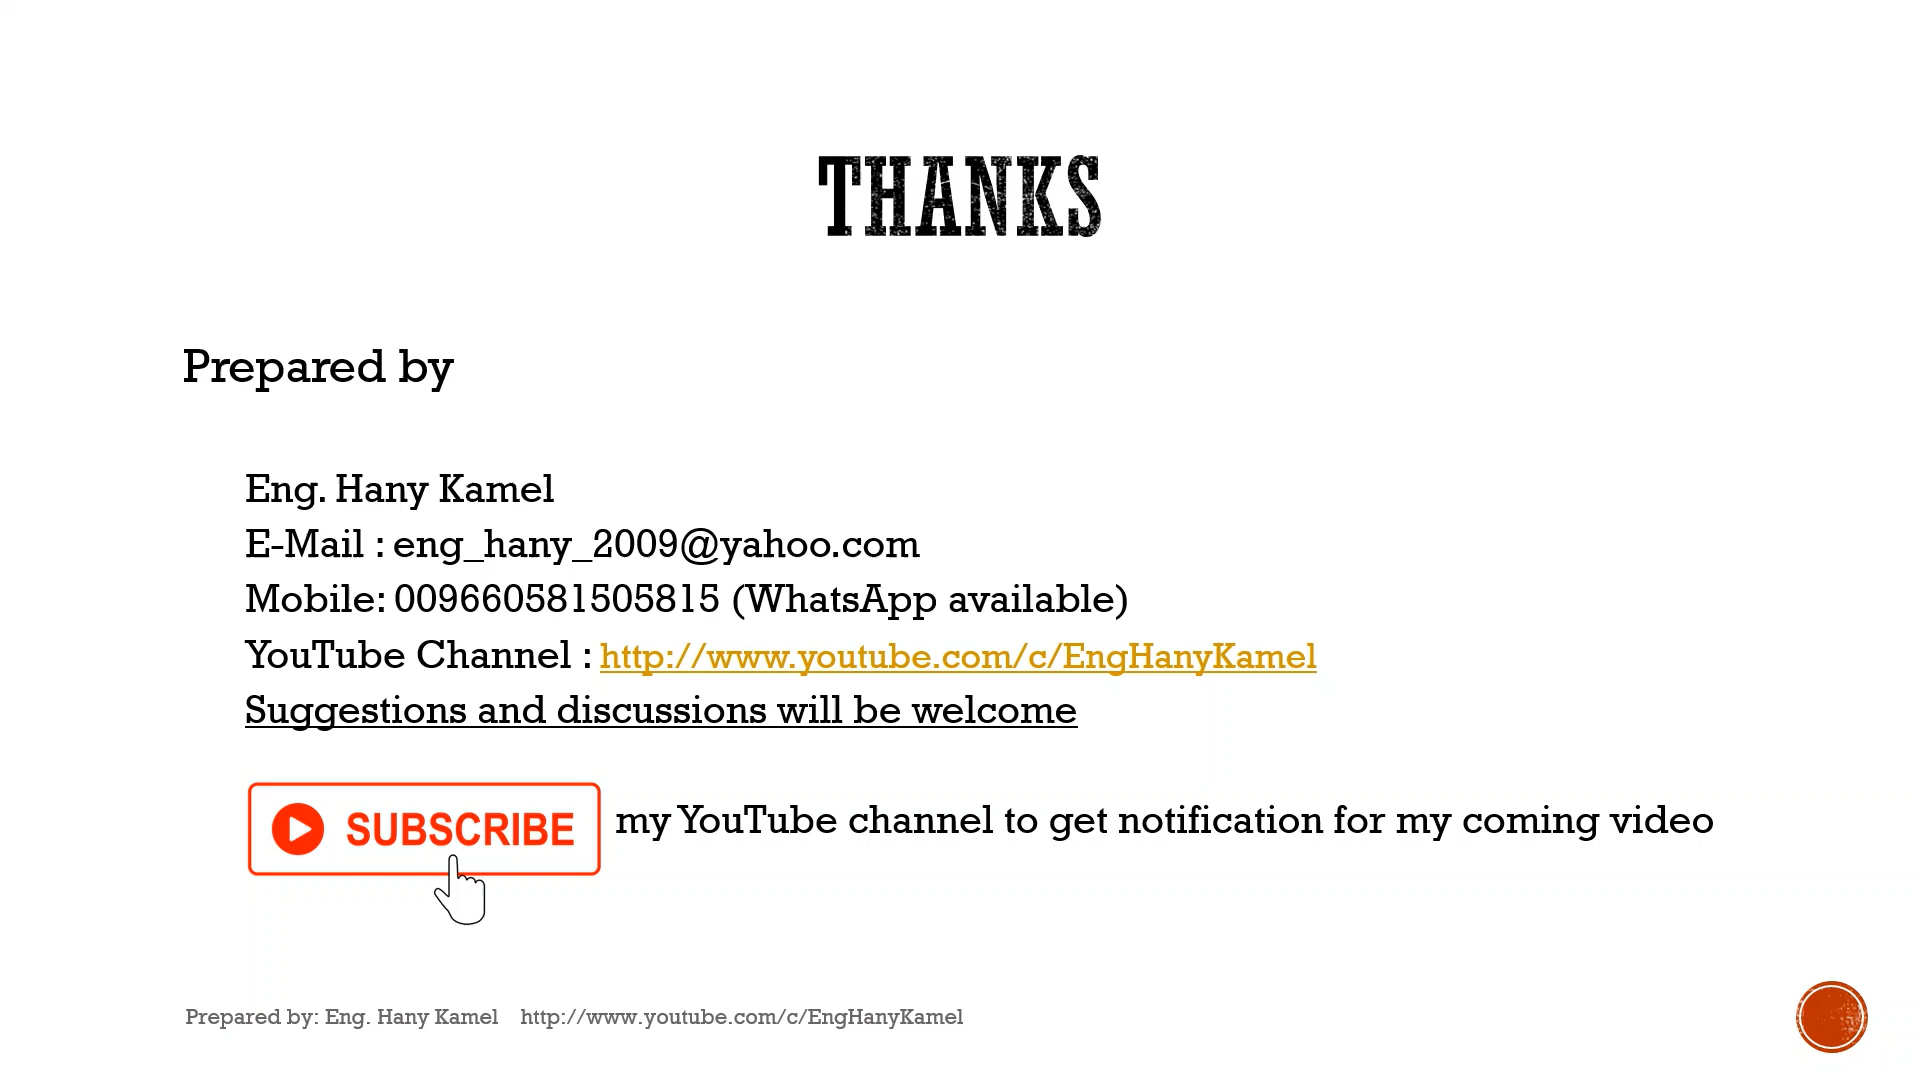 THANKS
Prepared by
Eng. Hany Kamel
E-Mail : eng_hany_2009@yahoo.com
Mobile: 009660581505815 (WhatsApp available)
YouTube Channel : http://www.youtube.com/c/EngHanyKamel
Suggestions and discussions will be welcome
SUBSCRIBE my YouTube channel to get notification for my coming video
Prepared by: Eng. Hany Kamel http://www.youtube.com/c/EngHanyKamel